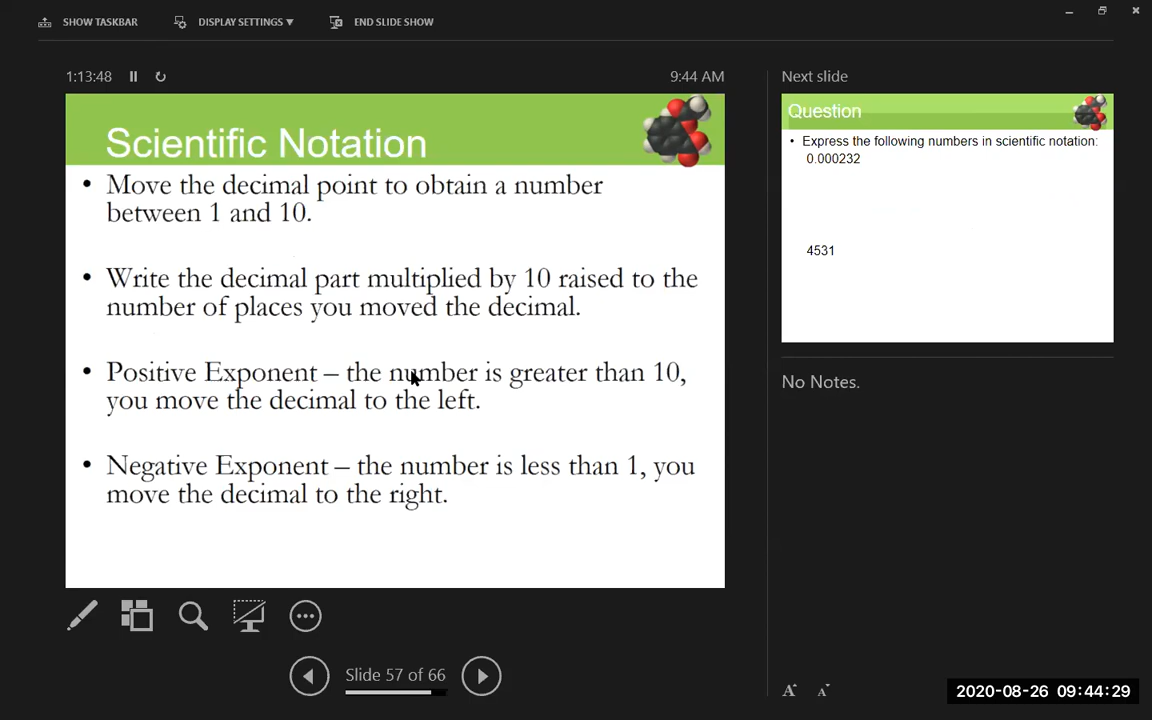 SHOW TASKBAR
DISPLAY SETTINGS ▼
END SLIDE SHOW
1:13:48
9:44 AM
Scientific Notation
• Move the decimal point to obtain a number
between 1 and 10.
• Write the decimal part multiplied by 10 raised to the
number of places you moved the decimal.
• Positive Exponent – the number is greater than 10,
you move the decimal to the left.
• Negative Exponent – the number is less than 1, you
move the decimal to the right.
Slide 57 of 66
Next slide
Question
• Express the following numbers in scientific notation:
0.000232
4531
No Notes.
A A
2020-08-26 09:44:29